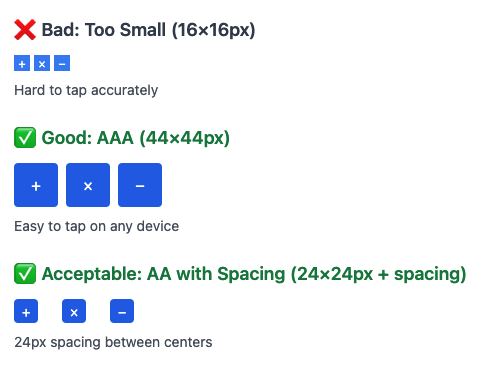 ❌ Bad: Too Small (16×16px)
+ × −
Hard to tap accurately
✅ Good: AAA (44×44px)
+ × −
Easy to tap on any device
✅ Acceptable: AA with Spacing (24×24px + spacing)
+ × −
24px spacing between centers